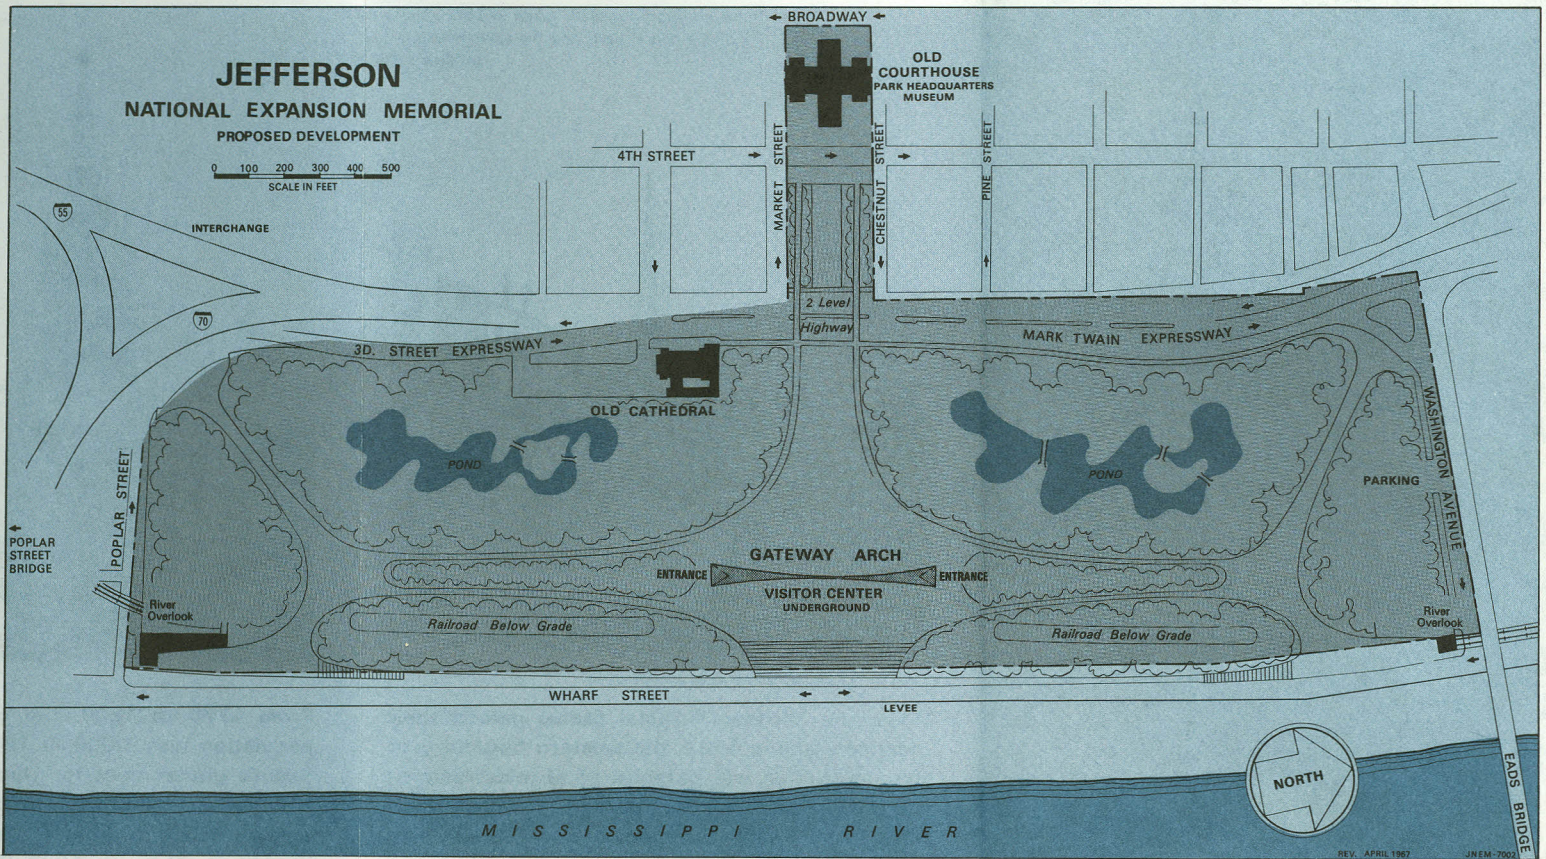 BROADWAY
JEFFERSON
NATIONAL EXPANSION MEMORIAL
PROPOSED DEVELOPMENT
0 100 200 300 400 500
SCALE IN FEET
OLD
COURTHOUSE
PARK HEADQUARTERS
MUSEUM
4TH STREET
MARKET STREET
CHESTNUT STREET
PINE STREET
55
INTERCHANGE
70
2 Level
Highway
3D. STREET EXPRESSWAY
MARK TWAIN EXPRESSWAY
OLD CATHEDRAL
POND
POND
PARKING
WASHINGTON AVENUE
POPLAR STREET
POPLAR
STREET
BRIDGE
GATEWAY ARCH
ENTRANCE
ENTRANCE
VISITOR CENTER
UNDERGROUND
River
Overlook
River
Overlook
Railroad Below Grade
Railroad Below Grade
WHARF STREET
LEVEE
NORTH
EADS BRIDGE
MISSISSIPPI RIVER
REV. APRIL 1967
JNEM-7002